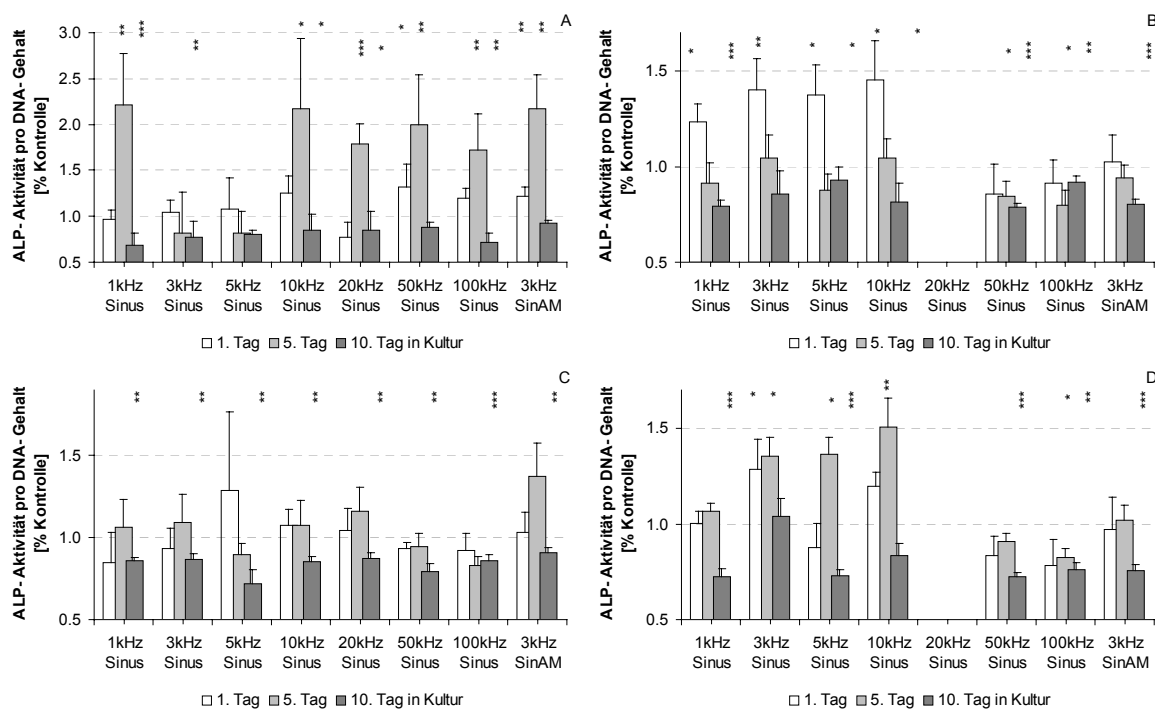 A
** *** ** * * *** * * ** ** ** ** **
ALP- Aktivität pro DNA- Gehalt
[% Kontrolle]
3.0
2.5
2.0
1.5
1.0
0.5
1kHz 3kHz 5kHz 10kHz 20kHz 50kHz 100kHz 3kHz
Sinus Sinus Sinus Sinus Sinus Sinus Sinus SinAM
1. Tag 5. Tag 10. Tag in Kultur
B
* *** ** * * * * * *** * ** ***
ALP- Aktivität pro DNA- Gehalt
[% Kontrolle]
1.5
1.0
0.5
1kHz 3kHz 5kHz 10kHz 20kHz 50kHz 100kHz 3kHz
Sinus Sinus Sinus Sinus Sinus Sinus Sinus SinAM
1. Tag 5. Tag 10. Tag in Kultur
C
** ** ** ** ** ** *** **
ALP- Aktivität pro DNA- Gehalt
[% Kontrolle]
1.5
1.0
0.5
1kHz 3kHz 5kHz 10kHz 20kHz 50kHz 100kHz 3kHz
Sinus Sinus Sinus Sinus Sinus Sinus Sinus SinAM
1. Tag 5. Tag 10. Tag in Kultur
D
*** * * * *** ** *** * ** ***
ALP- Aktivität pro DNA- Gehalt
[% Kontrolle]
1.5
1.0
0.5
1kHz 3kHz 5kHz 10kHz 20kHz 50kHz 100kHz 3kHz
Sinus Sinus Sinus Sinus Sinus Sinus Sinus SinAM
1. Tag 5. Tag 10. Tag in Kultur